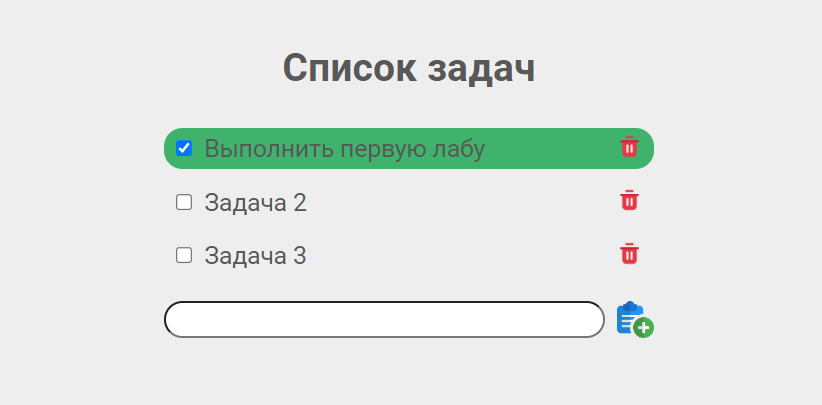 Список задач
Выполнить первую лабу
Задача 2
Задача 3